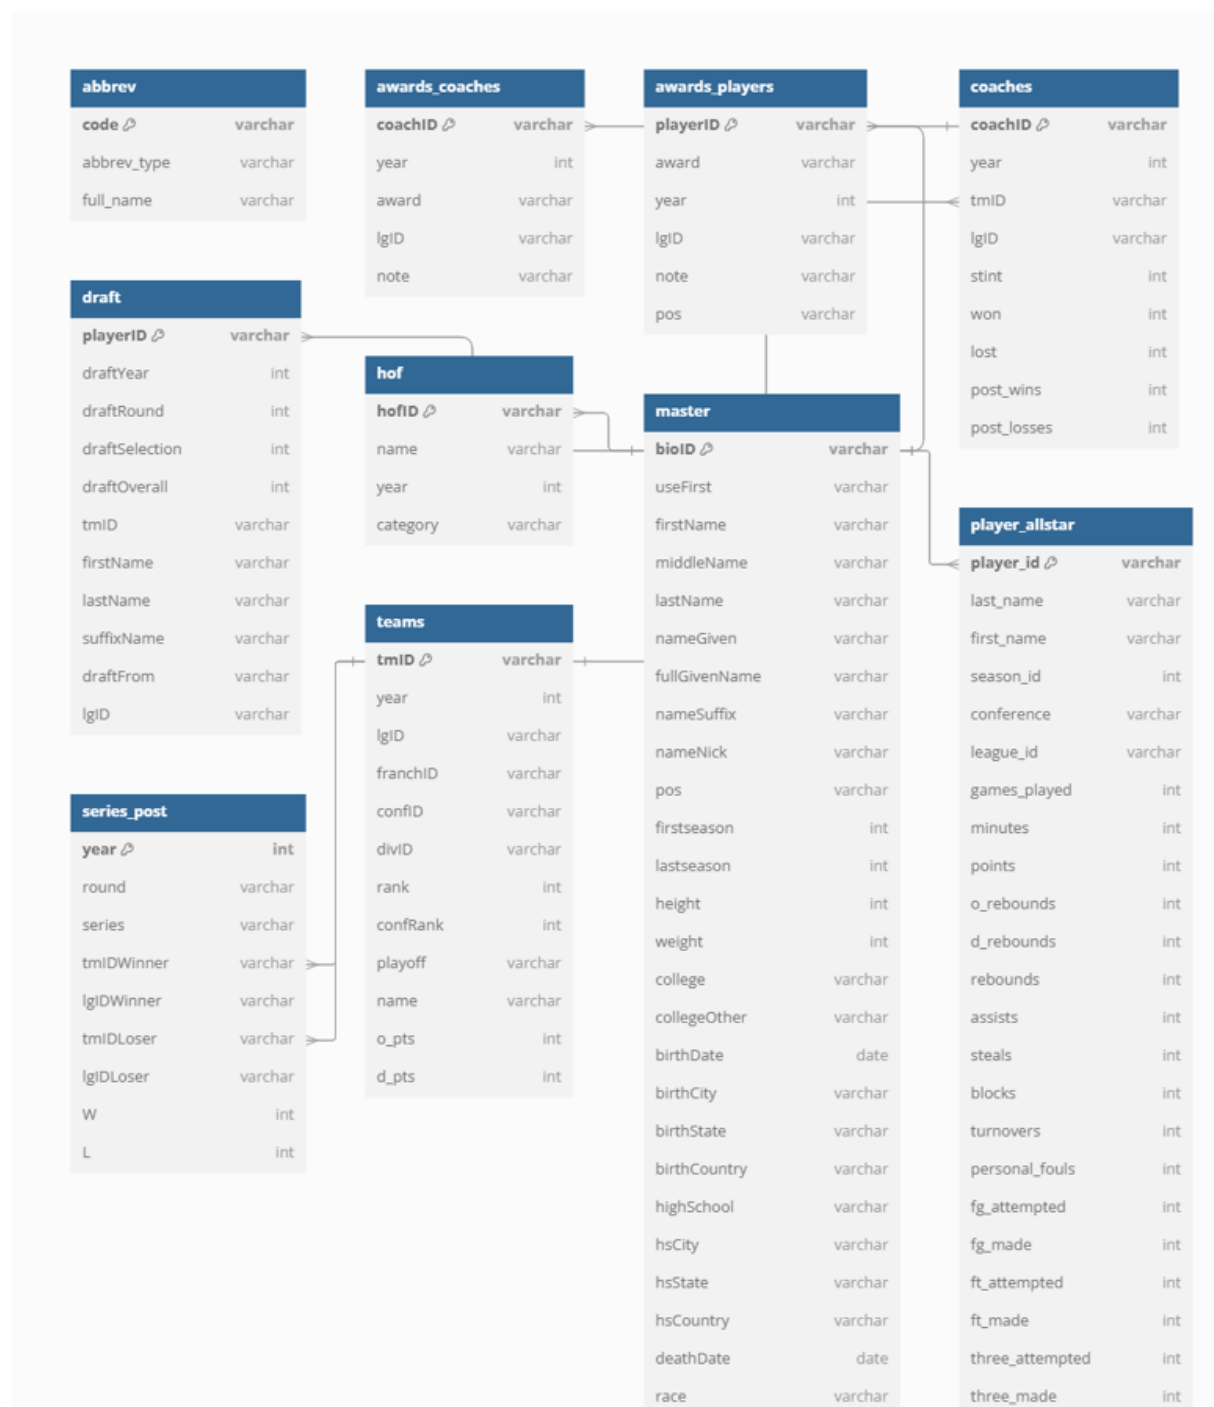 abbrev
code varchar
abbrev_type varchar
full_name varchar
awards_coaches
coachID varchar
year int
award varchar
lgID varchar
note varchar
awards_players
playerID varchar
award varchar
year int
lgID varchar
note varchar
pos varchar
coaches
coachID varchar
year int
tmID varchar
lgID varchar
stint int
won int
lost int
post_wins int
post_losses int
draft
playerID varchar
draftYear int
draftRound int
draftSelection int
draftOverall int
tmID varchar
firstName varchar
lastName varchar
suffixName varchar
draftFrom varchar
lgID varchar
hof
hofID varchar
name varchar
year int
category varchar
master
bioID varchar
useFirst varchar
firstName varchar
middleName varchar
lastName varchar
nameGiven varchar
fullGivenName varchar
nameSuffix varchar
nameNick varchar
pos varchar
firstseason int
lastseason int
height int
weight int
college varchar
collegeOther varchar
birthDate date
birthCity varchar
birthState varchar
birthCountry varchar
highSchool varchar
hsCity varchar
hsState varchar
hsCountry varchar
deathDate date
race varchar
player_allstar
player_id varchar
last_name varchar
first_name varchar
season_id int
conference varchar
league_id varchar
games_played int
minutes int
points int
o_rebounds int
d_rebounds int
rebounds int
assists int
steals int
blocks int
turnovers int
personal_fouls int
fg_attempted int
fg_made int
ft_attempted int
ft_made int
three_attempted int
three_made int
teams
tmID varchar
year int
lgID varchar
franchID varchar
confID varchar
divID varchar
rank int
confRank int
playoff varchar
name varchar
o_pts int
d_pts int
series_post
year int
round varchar
series varchar
tmIDWinner varchar
lgIDWinner varchar
tmIDLoser varchar
lgIDLoser varchar
W int
L int